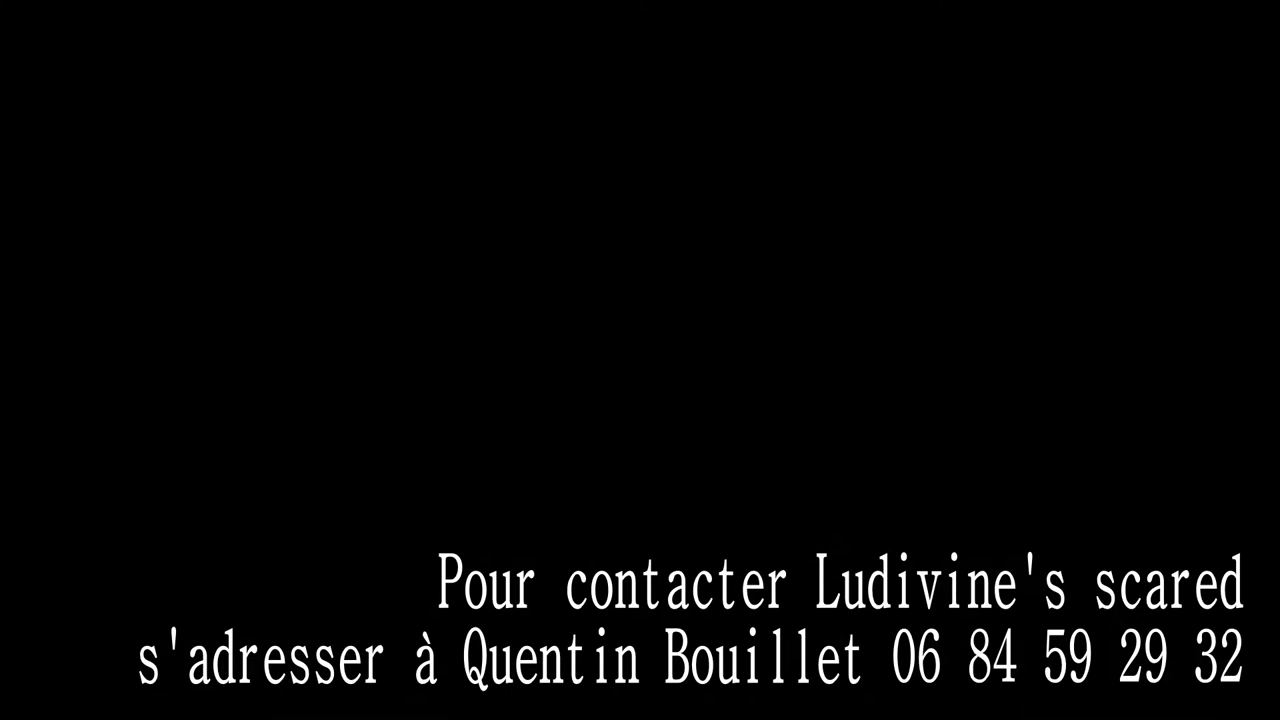 Pour contacter Ludivine's scared
s'adresser à Quentin Bouillet 06 84 59 29 32